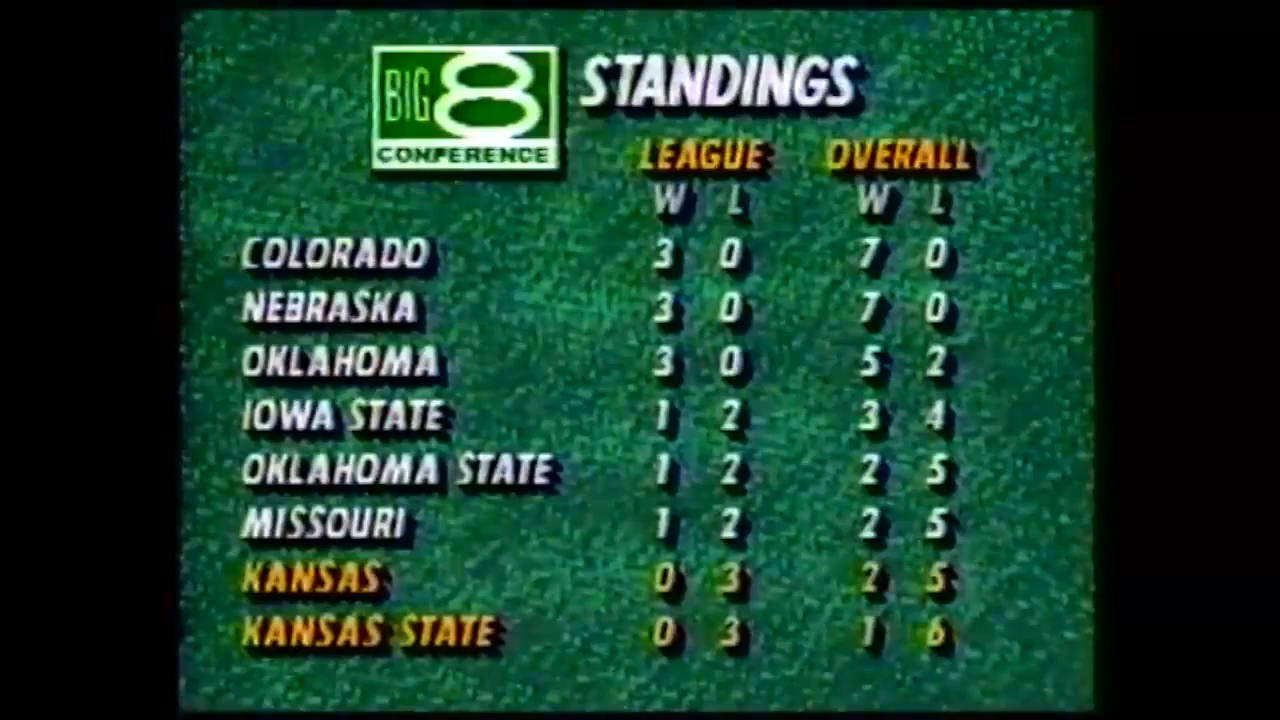 BIG 8
CONFERENCE
STANDINGS
LEAGUE OVERALL
W L W L
COLORADO 3 0 7 0
NEBRASKA 3 0 7 0
OKLAHOMA 3 0 5 2
IOWA STATE 1 2 3 4
OKLAHOMA STATE 1 2 2 5
MISSOURI 1 2 2 5
KANSAS 0 3 2 5
KANSAS STATE 0 3 1 6